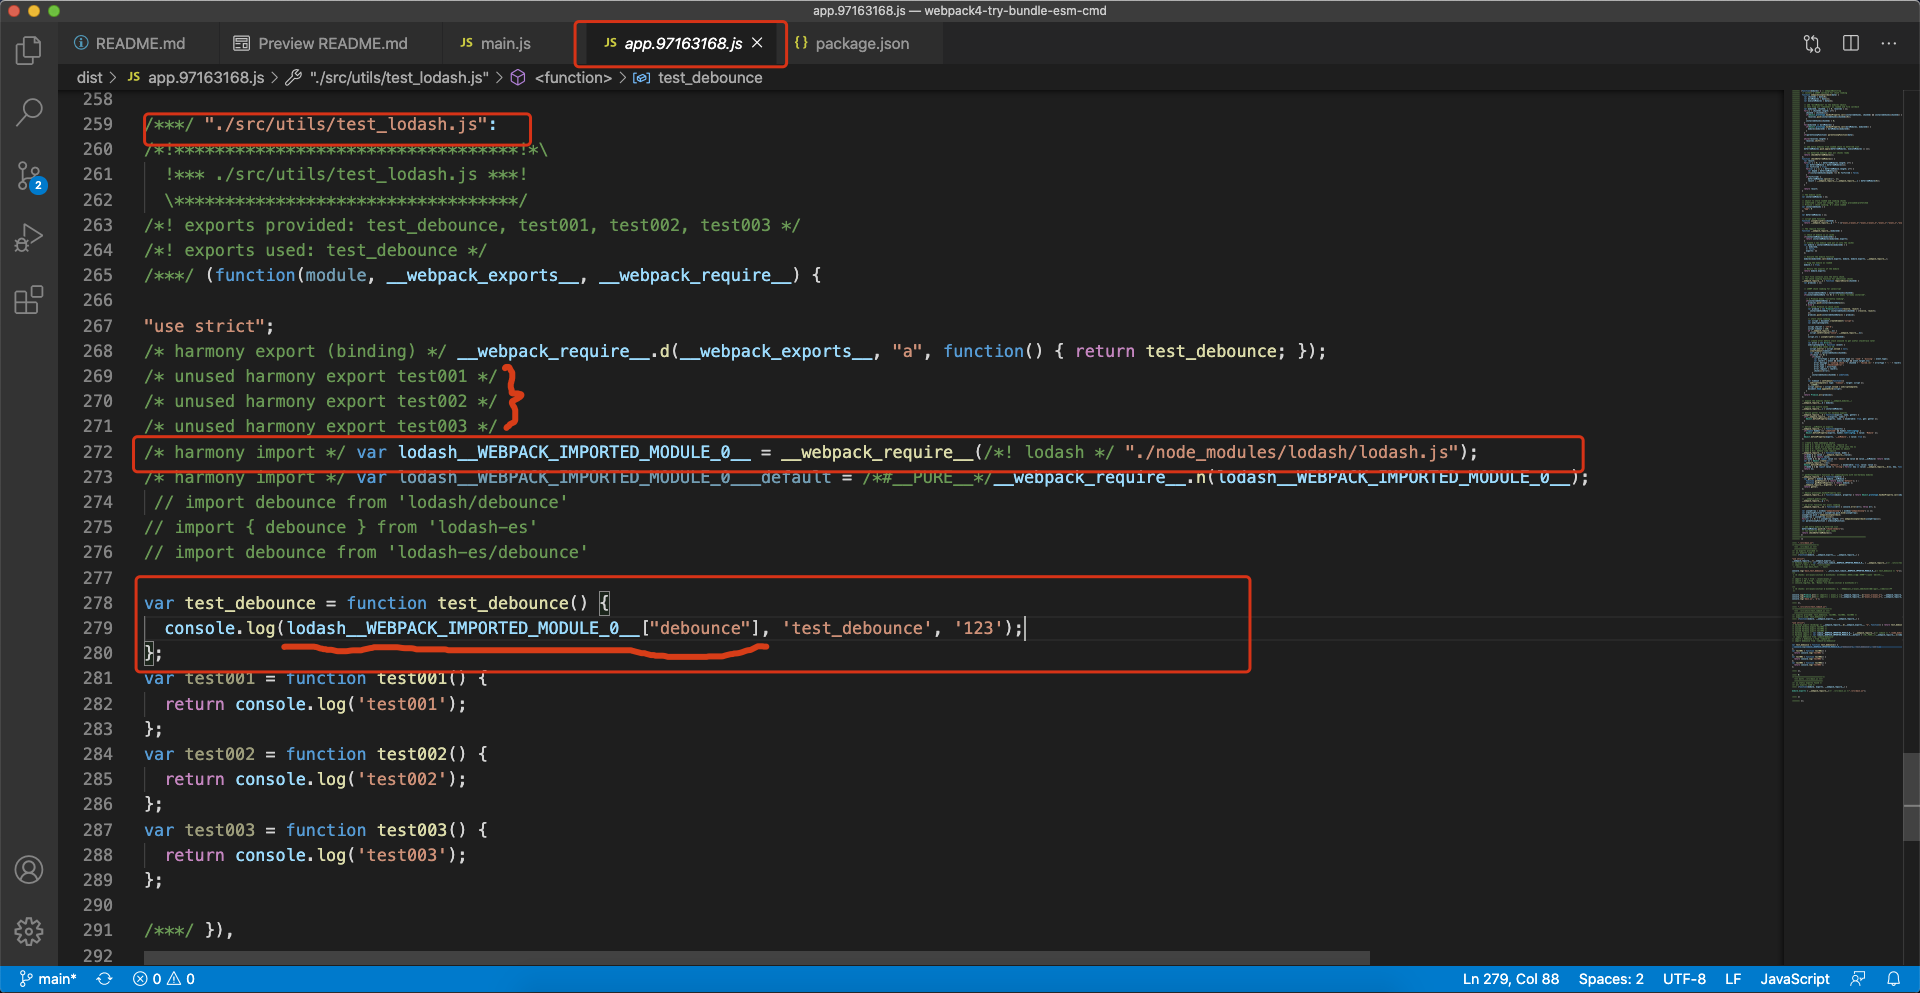 app.97163168.js — webpack4-try-bundle-esm-cmd
README.md
Preview README.md
JS main.js
JS app.97163168.js
{} package.json
dist > JS app.97163168.js > "./src/utils/test_lodash.js" > <function> > test_debounce
258
259 /***/ "./src/utils/test_lodash.js":
260 /*!**********************************!*\
261   !*** ./src/utils/test_lodash.js ***!
262   \**********************************/
263 /*! exports provided: test_debounce, test001, test002, test003 */
264 /*! exports used: test_debounce */
265 /***/ (function(module, __webpack_exports__, __webpack_require__) {
266
267 "use strict";
268 /* harmony export (binding) */ __webpack_require__.d(__webpack_exports__, "a", function() { return test_debounce; });
269 /* unused harmony export test001 */
270 /* unused harmony export test002 */
271 /* unused harmony export test003 */
272 /* harmony import */ var lodash__WEBPACK_IMPORTED_MODULE_0__ = __webpack_require__(/*! lodash */ "./node_modules/lodash/lodash.js");
273 /* harmony import */ var lodash__WEBPACK_IMPORTED_MODULE_0___default = /*#__PURE__*/__webpack_require__.n(lodash__WEBPACK_IMPORTED_MODULE_0__);
274  // import debounce from 'lodash/debounce'
275 // import { debounce } from 'lodash-es'
276 // import debounce from 'lodash-es/debounce'
277
278 var test_debounce = function test_debounce() {
279   console.log(lodash__WEBPACK_IMPORTED_MODULE_0__["debounce"], 'test_debounce', '123');
280 };
281 var test001 = function test001() {
282   return console.log('test001');
283 };
284 var test002 = function test002() {
285   return console.log('test002');
286 };
287 var test003 = function test003() {
288   return console.log('test003');
289 };
290
291 /***/ }),
292
2
main* 0 0 Ln 279, Col 88 Spaces: 2 UTF-8 LF JavaScript